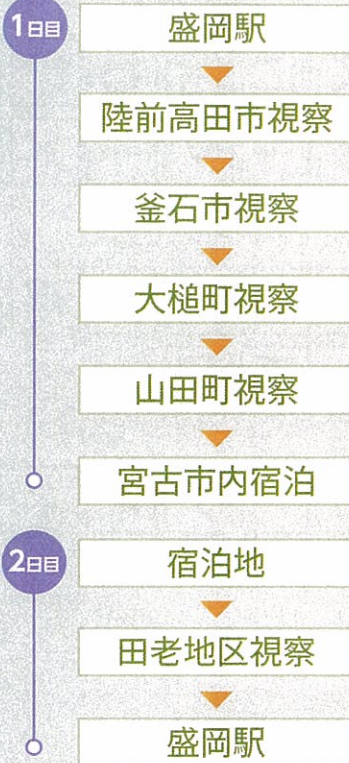 1日目
盛岡駅
陸前高田市視察
釜石市視察
大槌町視察
山田町視察
宮古市内宿泊
2日目
宿泊地
田老地区視察
盛岡駅